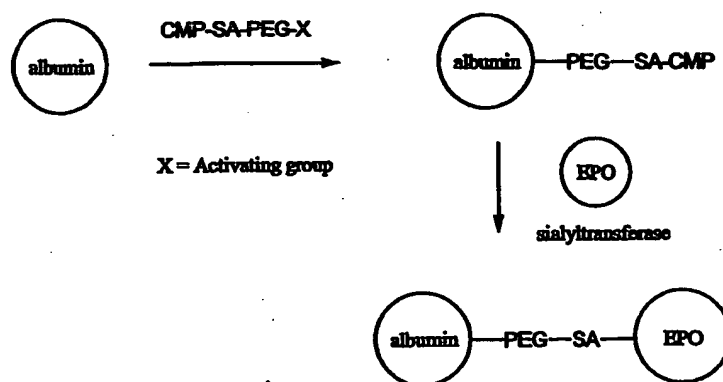 CMP-SA-PEG-X
albumin
albumin—PEG—SA-CMP
X = Activating group
EPO
sialyltransferase
albumin—PEG—SA—EPO